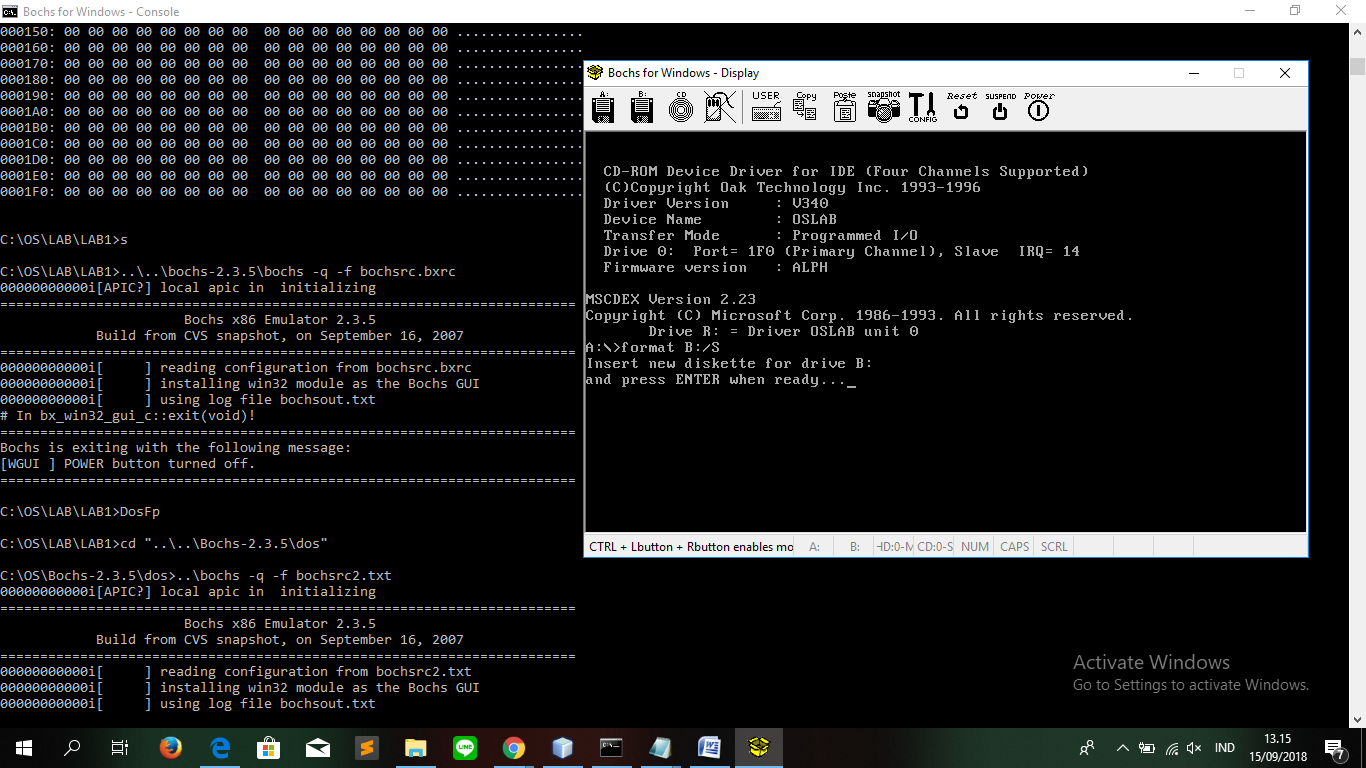 Bochs for Windows - Console
000150: 00 00 00 00 00 00 00 00  00 00 00 00 00 00 00 00 ................
000160: 00 00 00 00 00 00 00 00  00 00 00 00 00 00 00 00 ................
000170: 00 00 00 00 00 00 00 00  00 00 00 00 00 00 00 00 ................
000180: 00 00 00 00 00 00 00 00  00 00 00 00 00 00 00 00 ................
000190: 00 00 00 00 00 00 00 00  00 00 00 00 00 00 00 00 ................
0001A0: 00 00 00 00 00 00 00 00  00 00 00 00 00 00 00 00 ................
0001B0: 00 00 00 00 00 00 00 00  00 00 00 00 00 00 00 00 ................
0001C0: 00 00 00 00 00 00 00 00  00 00 00 00 00 00 00 00 ................
0001D0: 00 00 00 00 00 00 00 00  00 00 00 00 00 00 00 00 ................
0001E0: 00 00 00 00 00 00 00 00  00 00 00 00 00 00 00 00 ................
0001F0: 00 00 00 00 00 00 00 00  00 00 00 00 00 00 00 00 ................
C:\OS\LAB\LAB1>s
C:\OS\LAB\LAB1>..\..\bochs-2.3.5\bochs -q -f bochsrc.bxrc
00000000000i[APIC?] local apic in  initializing
========================================================================
Bochs x86 Emulator 2.3.5
Build from CVS snapshot, on September 16, 2007
========================================================================
00000000000i[     ] reading configuration from bochsrc.bxrc
00000000000i[     ] installing win32 module as the Bochs GUI
00000000000i[     ] using log file bochsout.txt
# In bx_win32_gui_c::exit(void)!
========================================================================
Bochs is exiting with the following message:
[WGUI ] POWER button turned off.
========================================================================
C:\OS\LAB\LAB1>DosFp
C:\OS\LAB\LAB1>cd "..\..\Bochs-2.3.5\dos"
C:\OS\Bochs-2.3.5\dos>..\bochs -q -f bochsrc2.txt
00000000000i[APIC?] local apic in  initializing
========================================================================
Bochs x86 Emulator 2.3.5
Build from CVS snapshot, on September 16, 2007
========================================================================
00000000000i[     ] reading configuration from bochsrc2.txt
00000000000i[     ] installing win32 module as the Bochs GUI
00000000000i[     ] using log file bochsout.txt
Bochs for Windows - Display
A: B: CD USER Copy Paste snapshot CONFIG Reset SUSPEND Power
CD-ROM Device Driver for IDE (Four Channels Supported)
(C)Copyright Oak Technology Inc. 1993-1996
Driver Version      : V340
Device Name         : OSLAB
Transfer Mode       : Programmed I/O
Drive 0:  Port= 1F0 (Primary Channel), Slave  IRQ= 14
Firmware version    : ALPH
MSCDEX Version 2.23
Copyright (C) Microsoft Corp. 1986-1993. All rights reserved.
Drive R: = Driver OSLAB unit 0
A:\>format B:/S
Insert new diskette for drive B:
and press ENTER when ready..._
CTRL + Lbutton + Rbutton enables mo A: B: HD:0-M CD:0-S NUM CAPS SCRL
Activate Windows
Go to Settings to activate Windows.
LINE
IND
13.15
15/09/2018
7